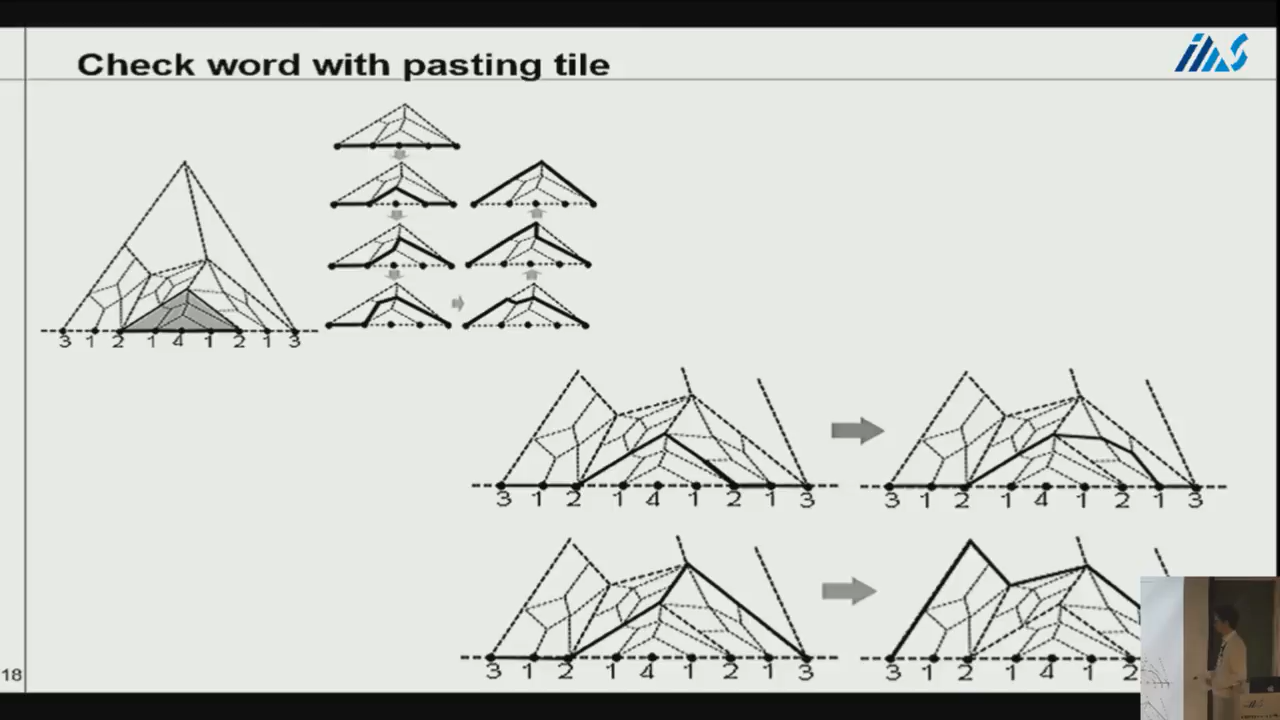 Check word with pasting tile
ims
3 1 2 1 4 1 2 1 3
3 1 2 1 4 1 2 1 3
3 1 2 1 4 1 2 1 3
3 1 2 1 4 1 2 1 3
3 1 2 1 4 1 2
18